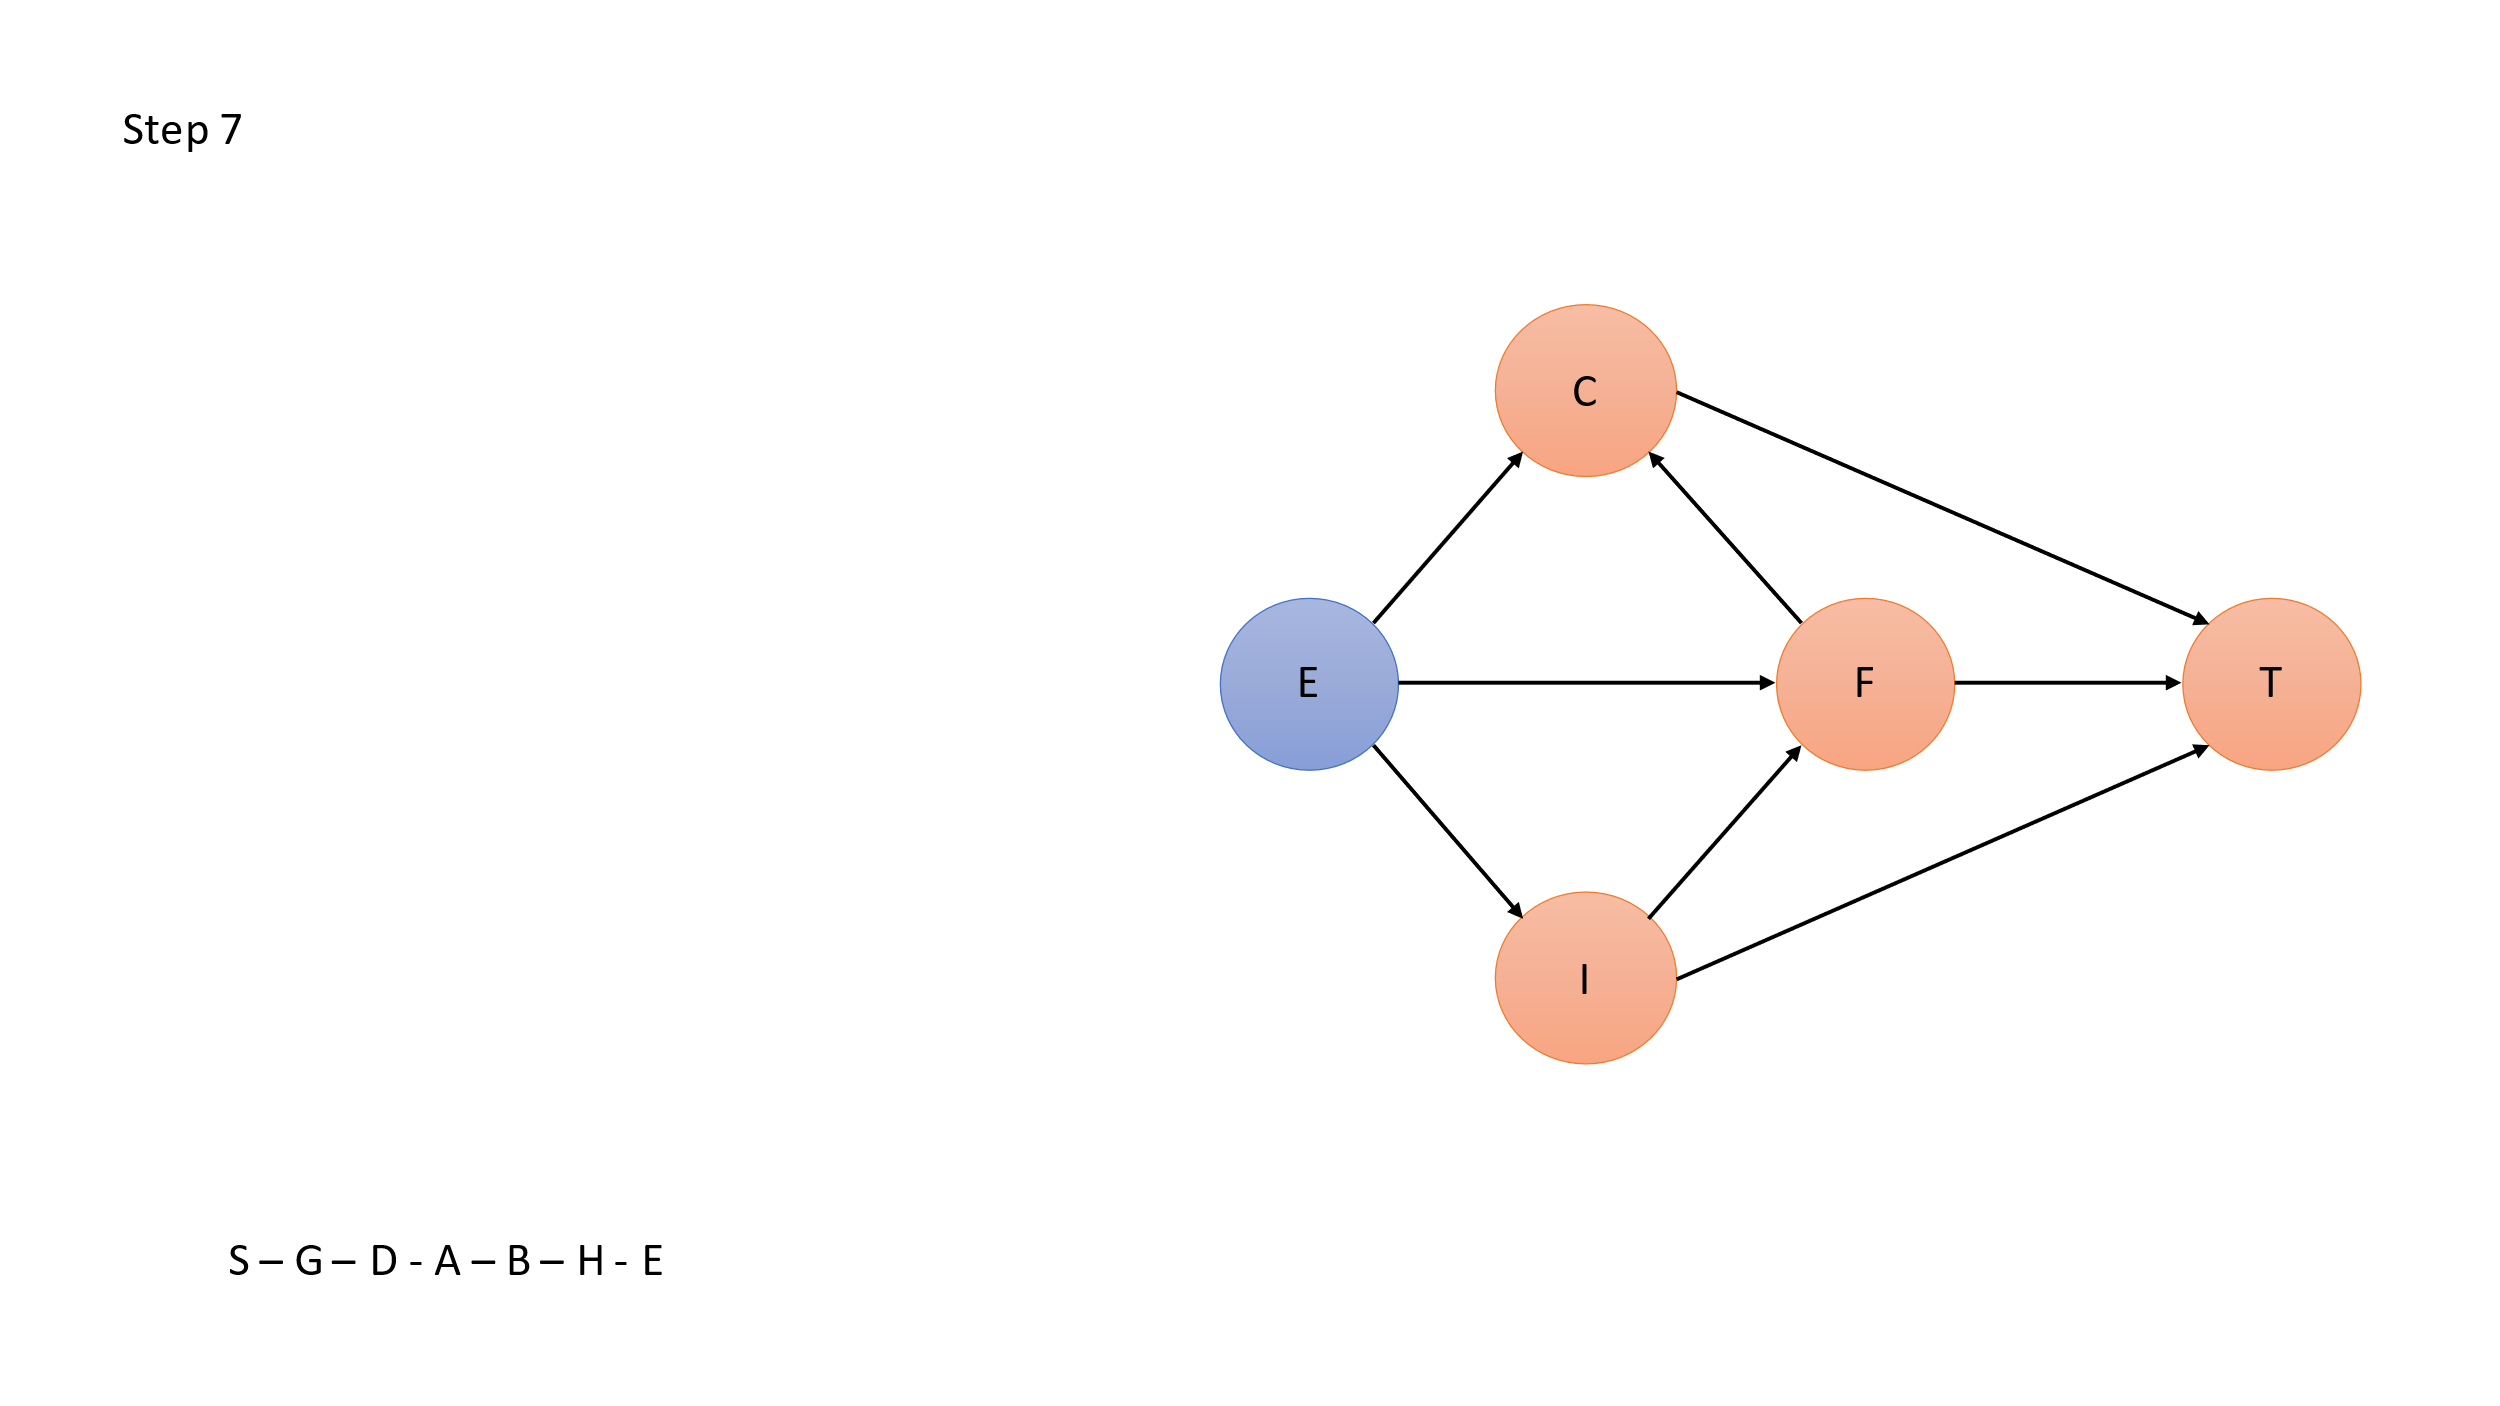 Step 7
C
E
F
T
I
S – G – D - A – B – H - E